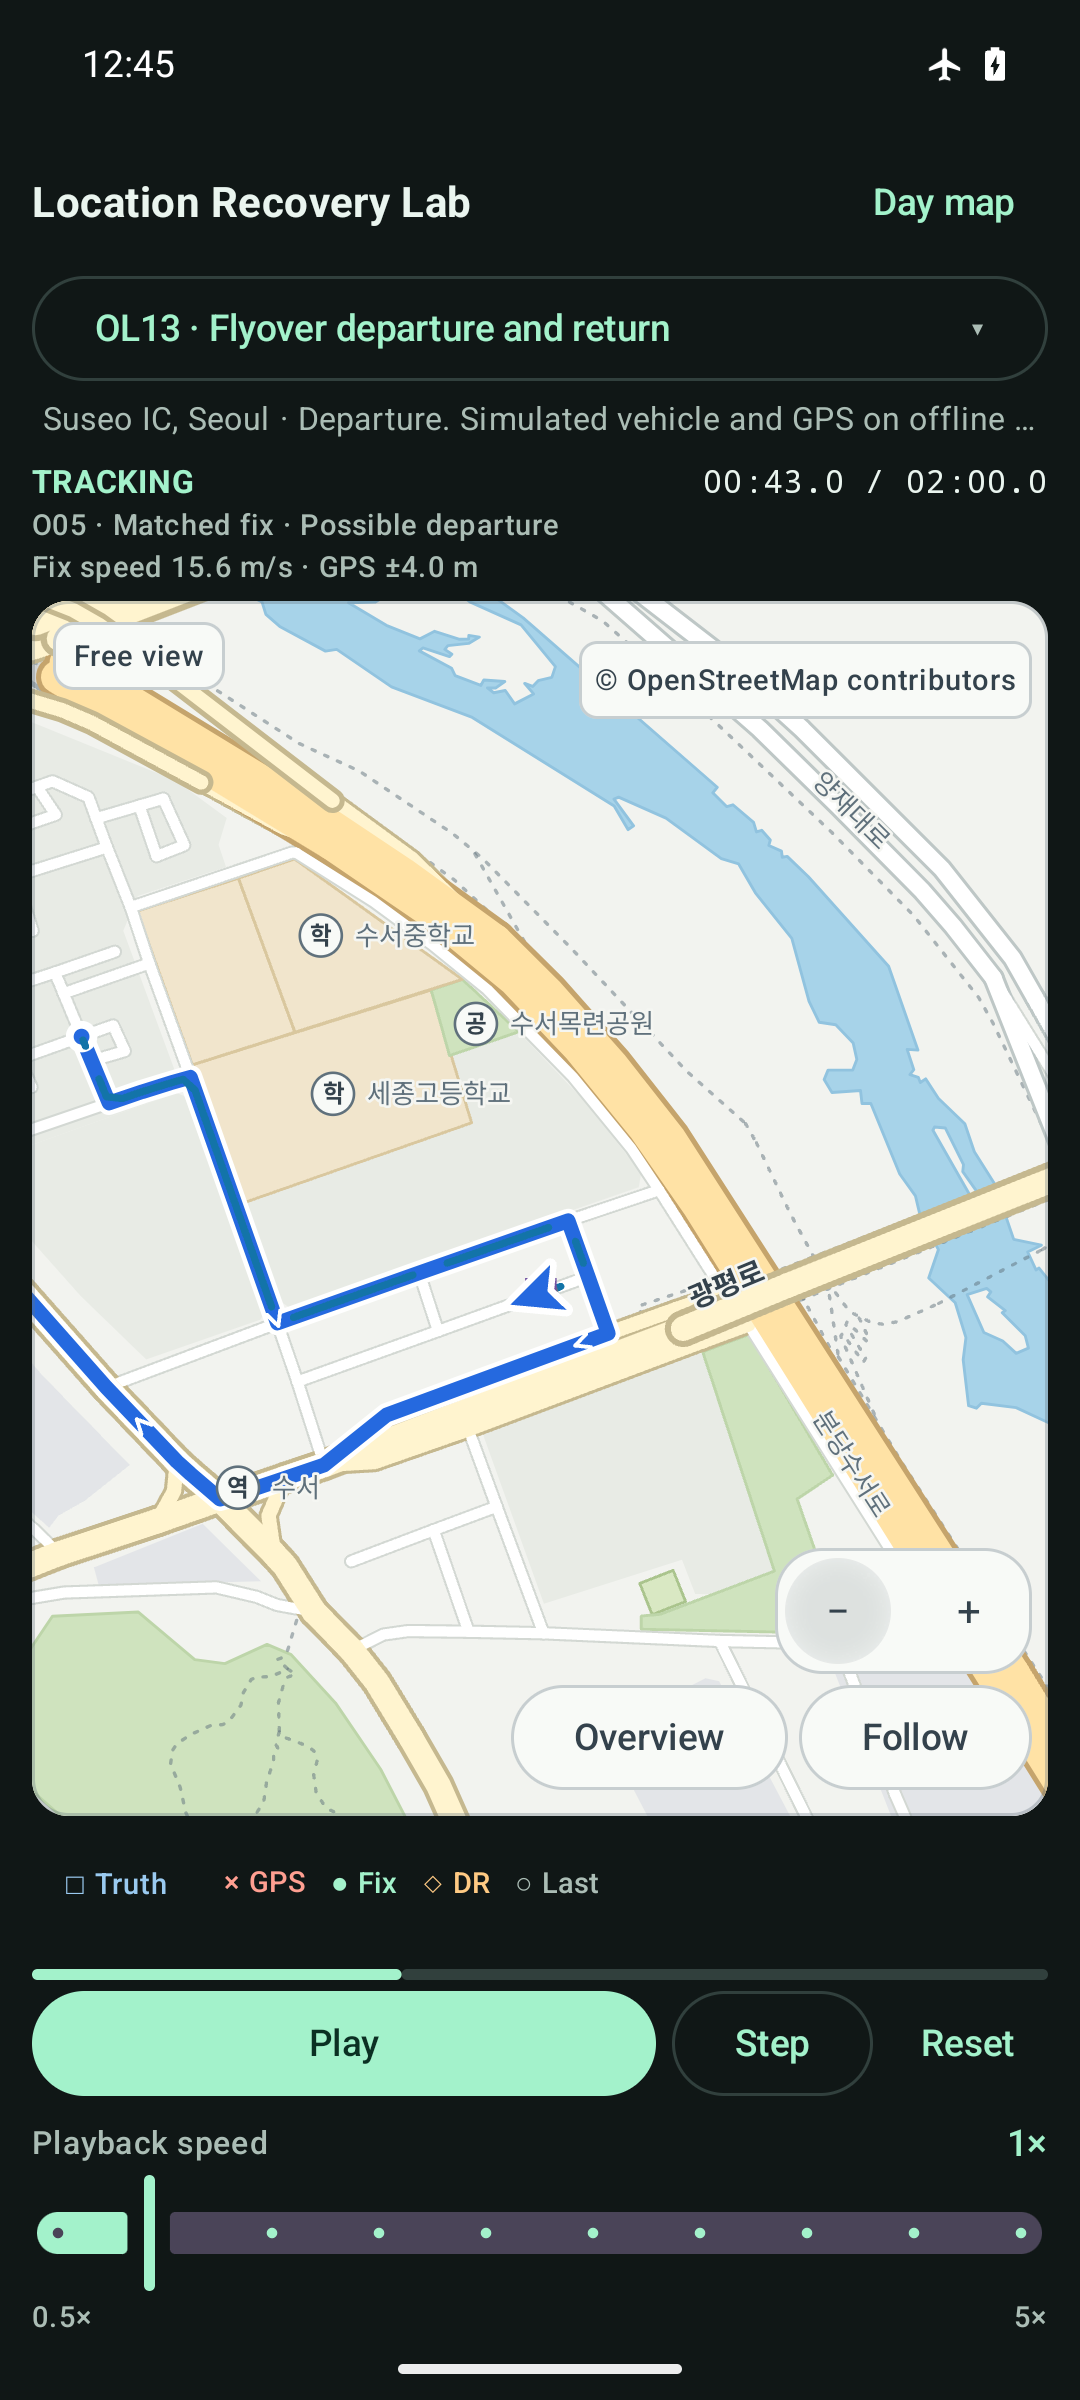 12:45
Location Recovery Lab
Day map
OL13 · Flyover departure and return
Suseo IC, Seoul · Departure. Simulated vehicle and GPS on offline …
TRACKING
00:43.0 / 02:00.0
O05 · Matched fix · Possible departure
Fix speed 15.6 m/s · GPS ±4.0 m
Free view
© OpenStreetMap contributors
양재대로
학 수서중학교
공 수서목련공원
학 세종고등학교
광평로
분당수서로
역 수서
− +
Overview
Follow
□ Truth
× GPS
● Fix
◇ DR
○ Last
Play
Step
Reset
Playback speed
1×
0.5×
5×